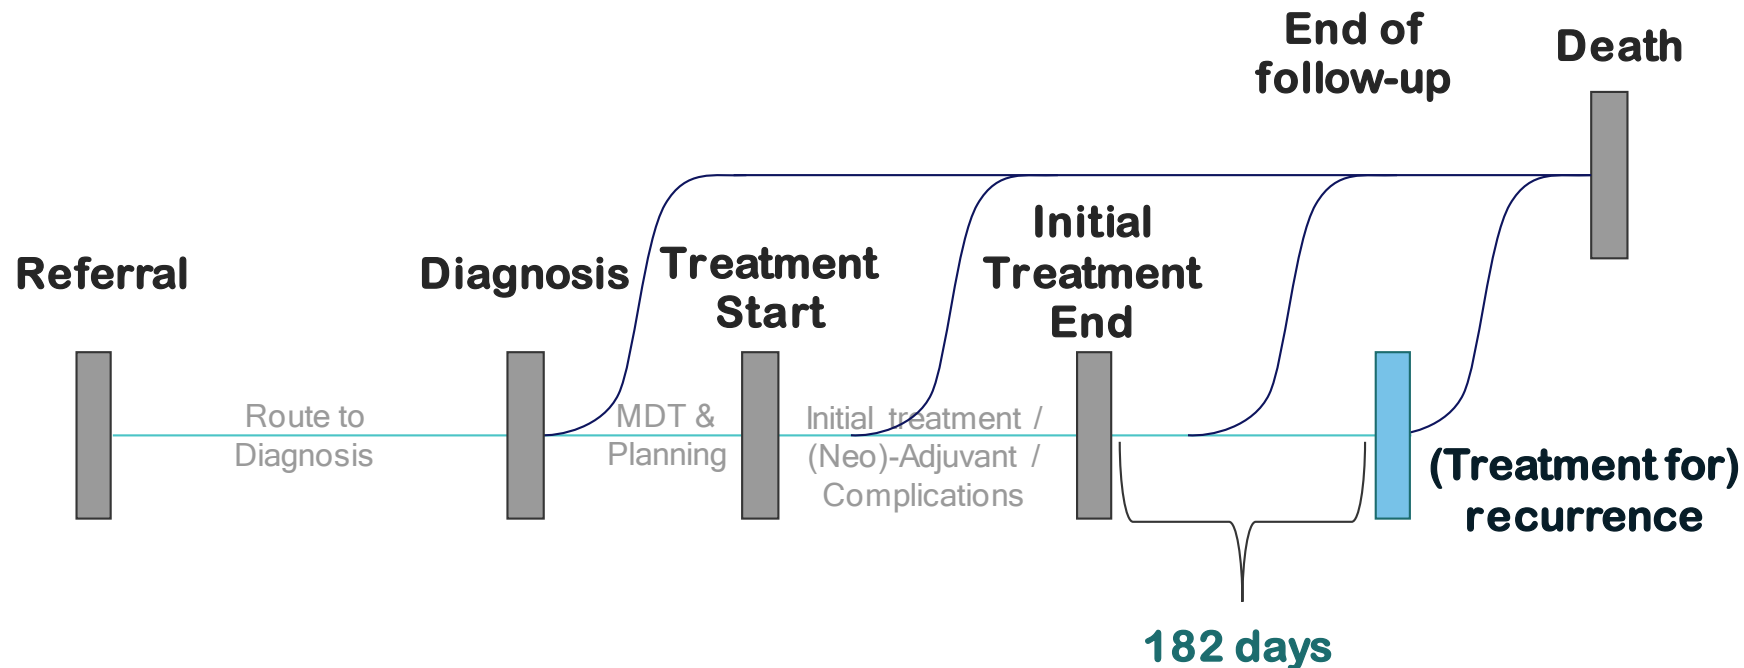 End of
follow-up
Death
Referral
Diagnosis
Treatment
Start
Initial
Treatment
End
Route to
Diagnosis
MDT &
Planning
Initial treatment /
(Neo)-Adjuvant /
Complications
(Treatment for)
recurrence
182 days